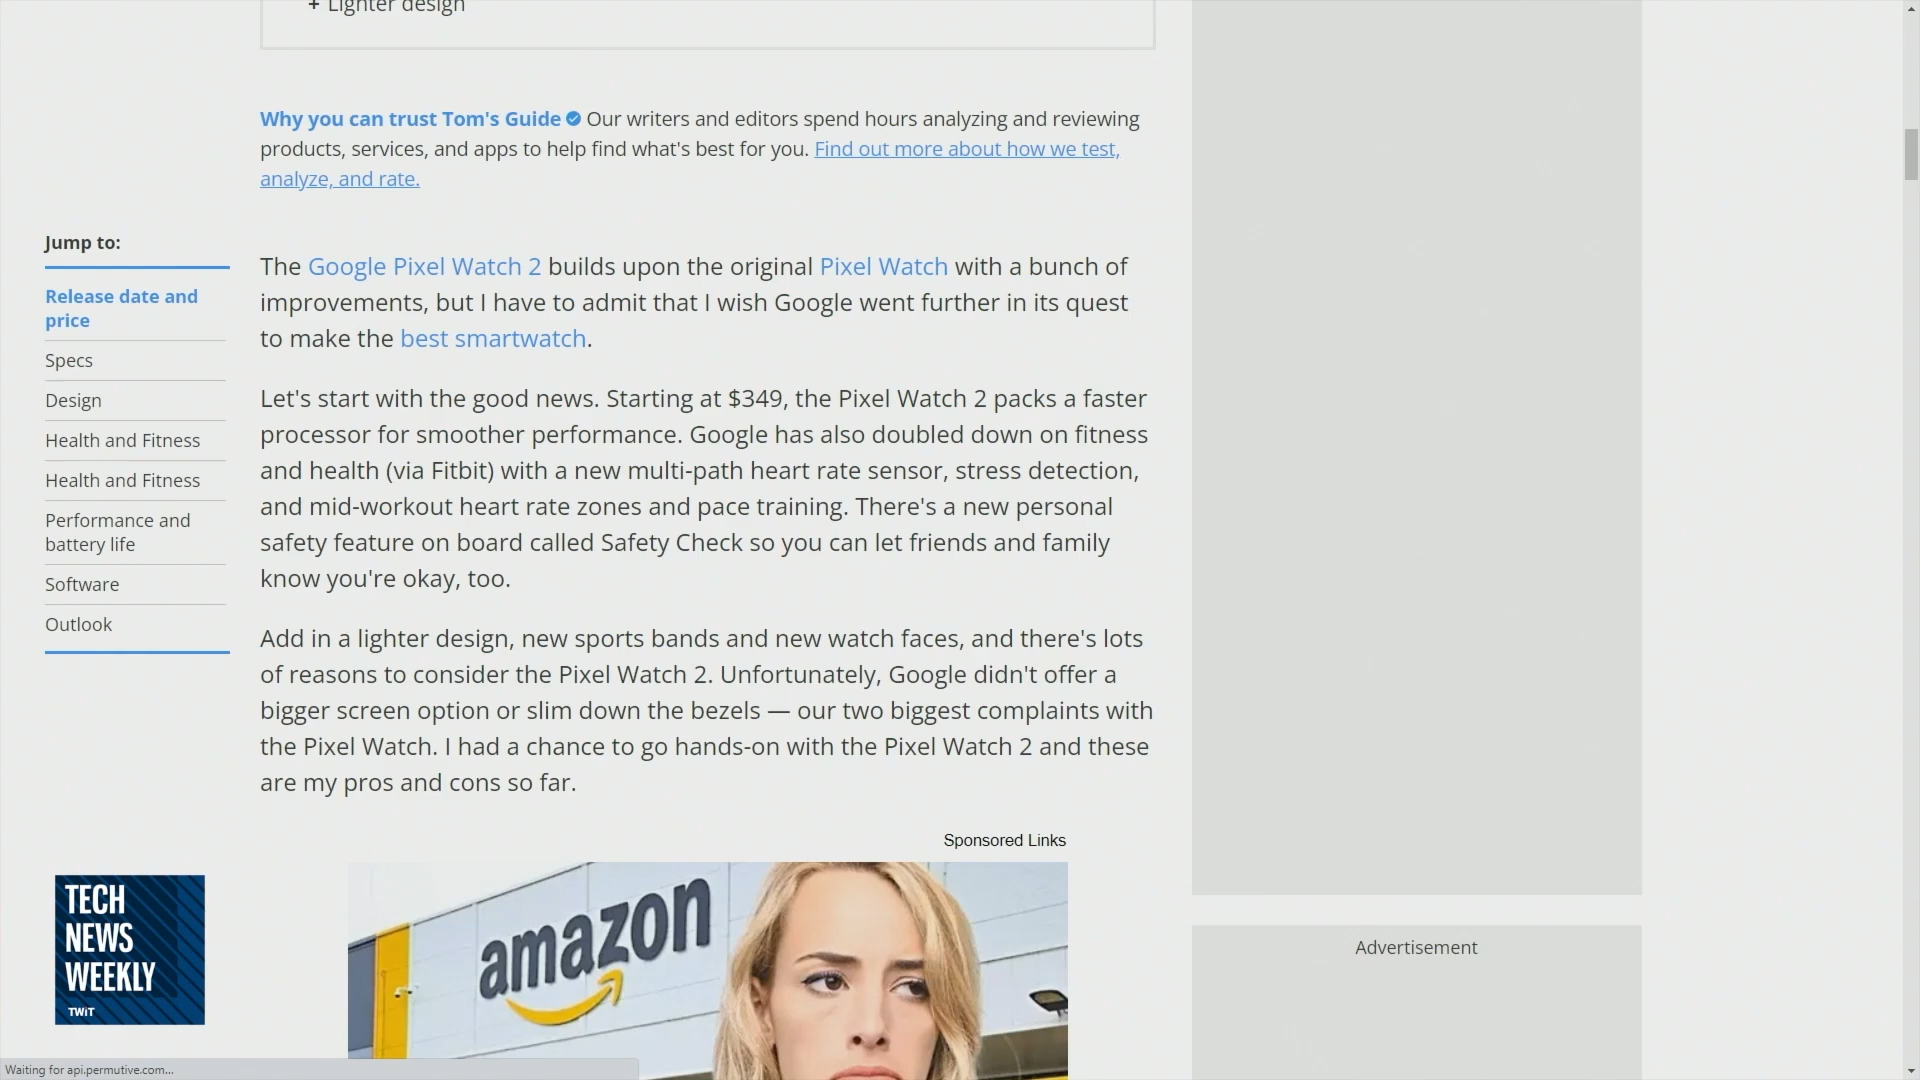 + Lighter design
Why you can trust Tom's Guide Our writers and editors spend hours analyzing and reviewing
products, services, and apps to help find what's best for you. Find out more about how we test,
analyze, and rate.
Jump to:
Release date and
price
Specs
Design
Health and Fitness
Health and Fitness
Performance and
battery life
Software
Outlook
The Google Pixel Watch 2 builds upon the original Pixel Watch with a bunch of
improvements, but I have to admit that I wish Google went further in its quest
to make the best smartwatch.
Let's start with the good news. Starting at $349, the Pixel Watch 2 packs a faster
processor for smoother performance. Google has also doubled down on fitness
and health (via Fitbit) with a new multi-path heart rate sensor, stress detection,
and mid-workout heart rate zones and pace training. There's a new personal
safety feature on board called Safety Check so you can let friends and family
know you're okay, too.
Add in a lighter design, new sports bands and new watch faces, and there's lots
of reasons to consider the Pixel Watch 2. Unfortunately, Google didn't offer a
bigger screen option or slim down the bezels — our two biggest complaints with
the Pixel Watch. I had a chance to go hands-on with the Pixel Watch 2 and these
are my pros and cons so far.
Sponsored Links
amazon
Advertisement
TECH
NEWS
WEEKLY
TWiT
Waiting for api.permutive.com...